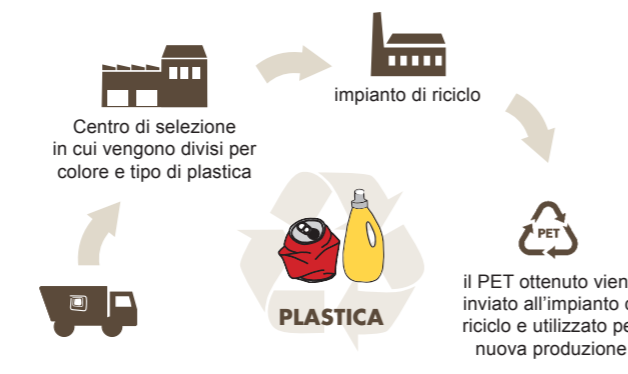 impianto di riciclo
Centro di selezione
in cui vengono divisi per
colore e tipo di plastica
PET
PLASTICA
il PET ottenuto vien
inviato all'impianto
riciclo e utilizzato
nuova produzione